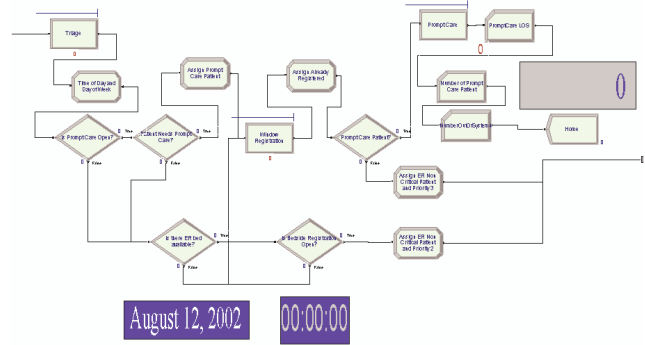 Triage
Time of Day and
Day of Week
Is PromptCare Open?
0 True
0 False
Patient Needs Prompt
Care?
0 True
0 False
Assign Prompt
Care Patient
Window
Registration
0
Assign Already
Registered
PromptCare Patient?
0 True
0 False
PromptCare
0
PromptCare LOS
Number of Prompt
Care Patient
Home
0
0
Assign ER Non
Critical Patient
and Priority 3
Is there ER bed
available?
0 True
0 False
Is Bedside Registration
Open?
0 True
0 False
Assign ER Non
Critical Patient
and Priority 2
August 12, 2002
00:00:00